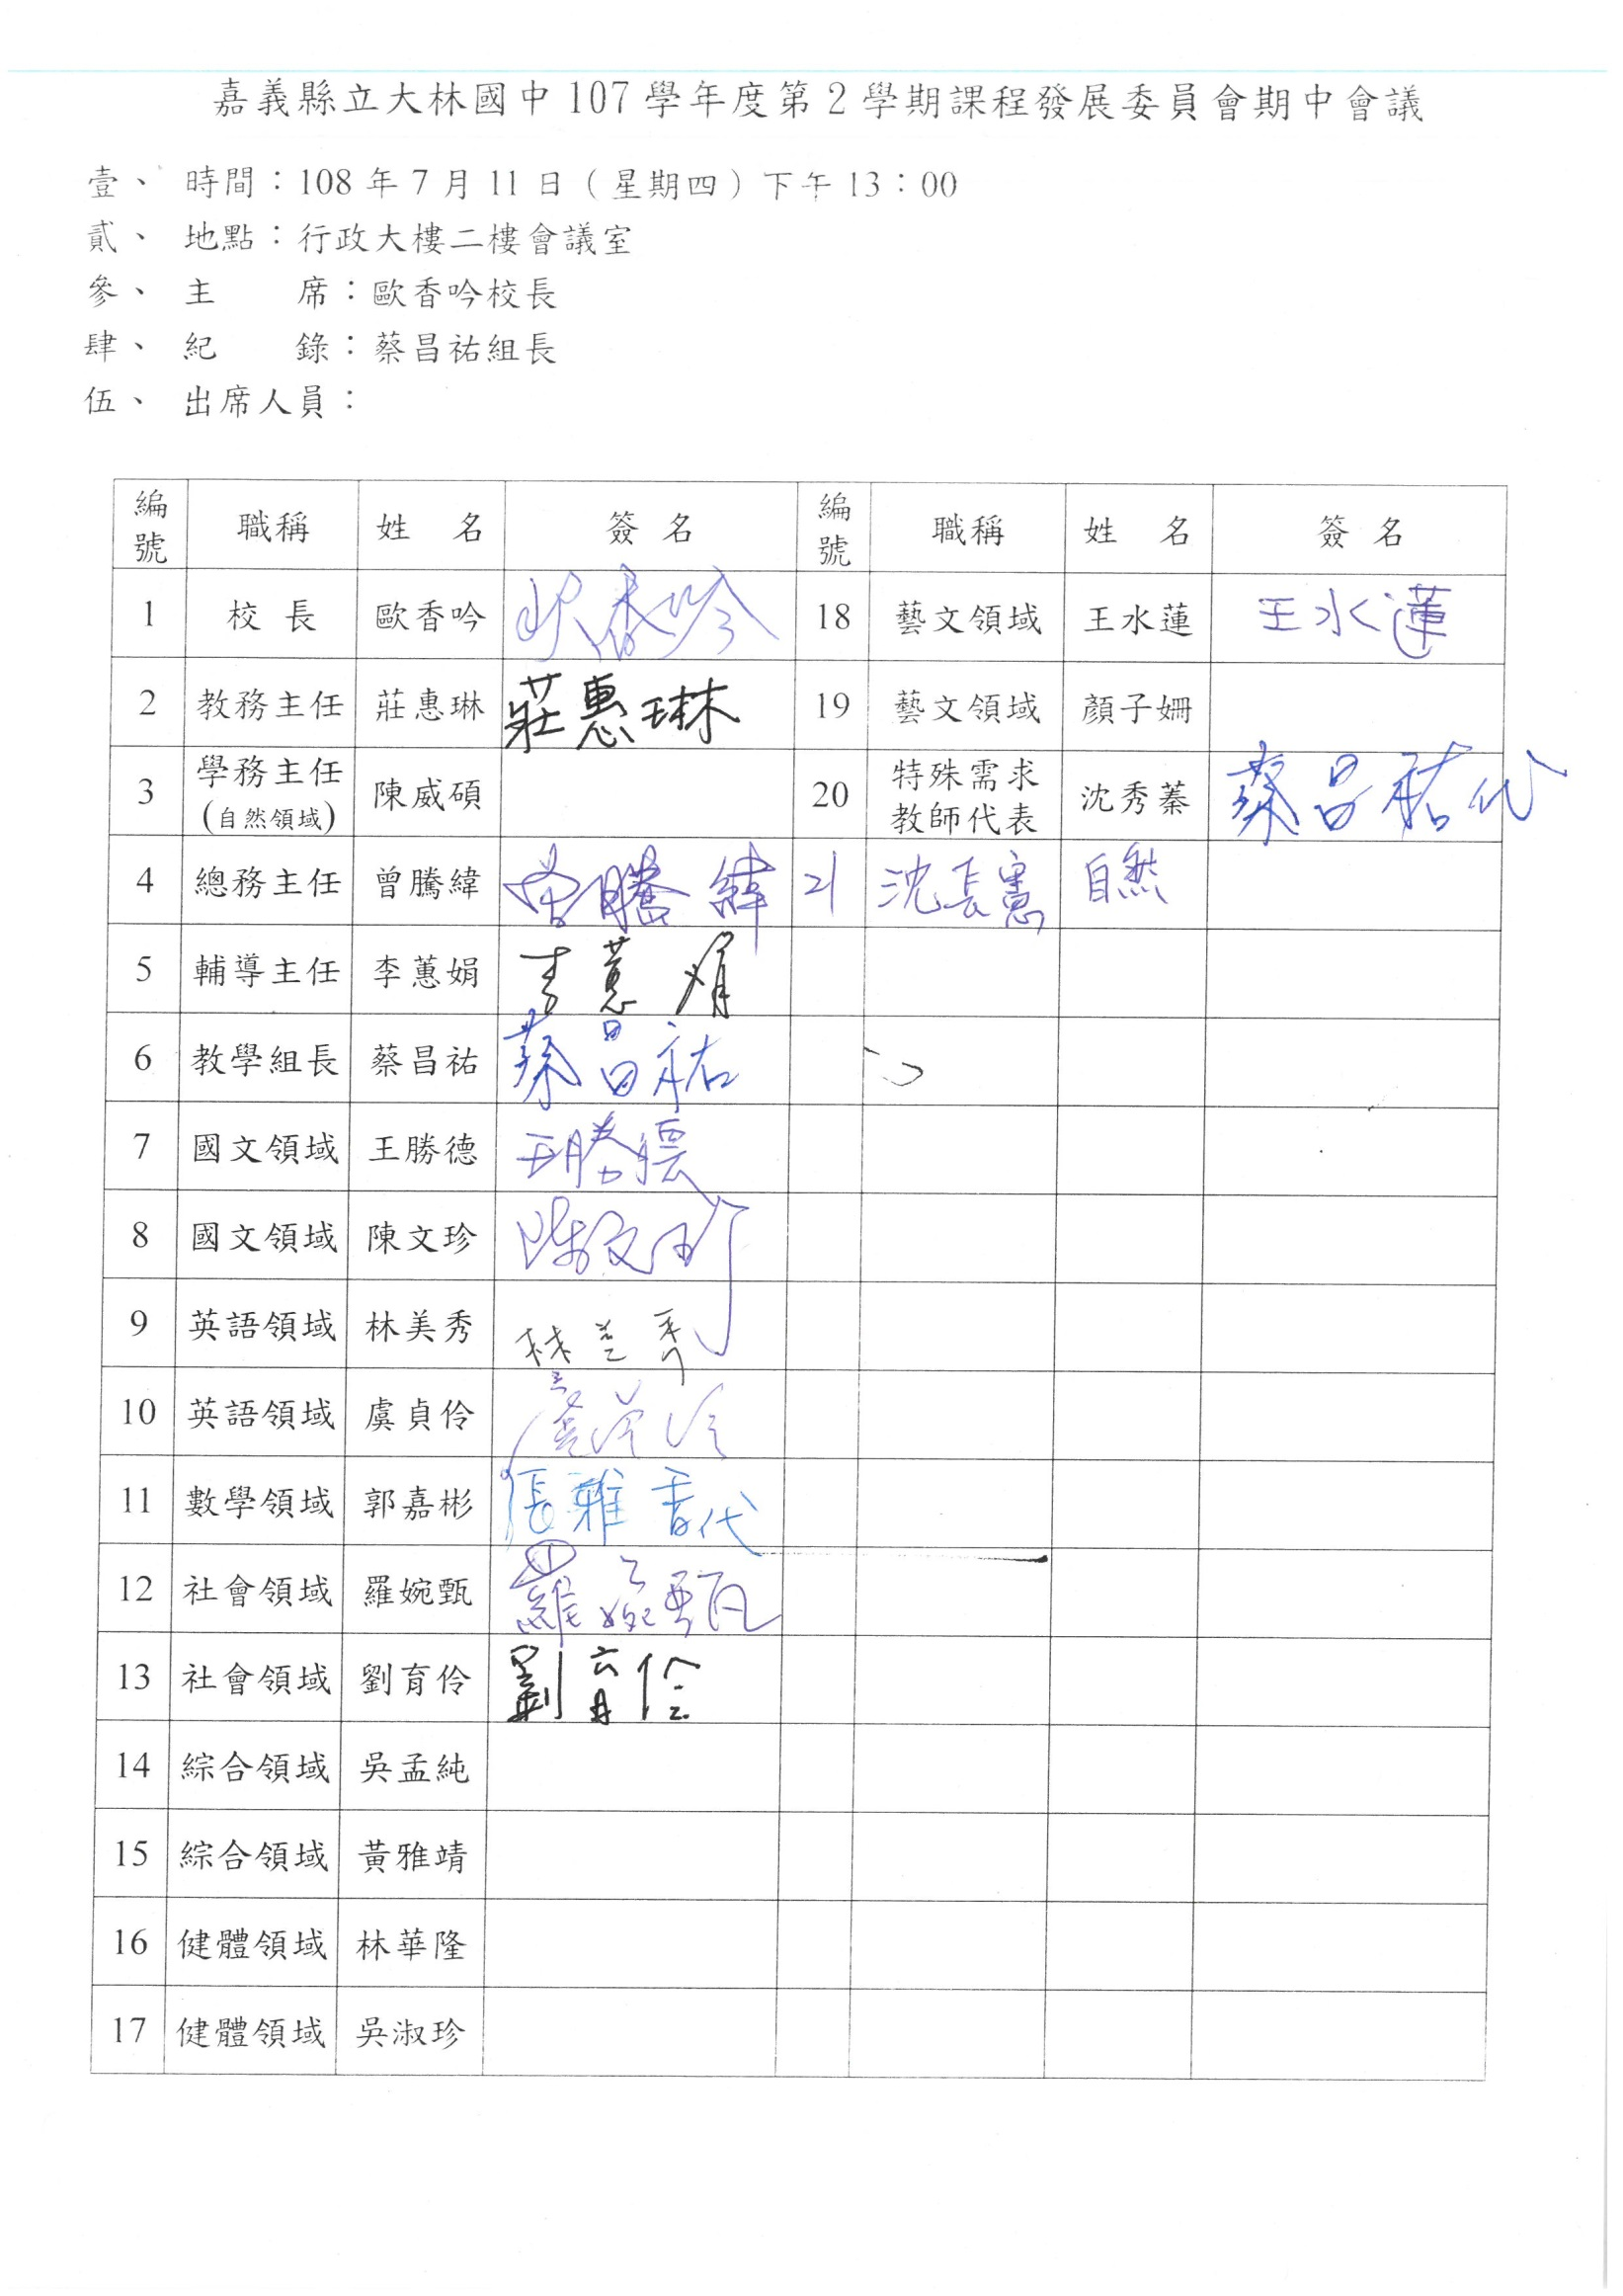 嘉義縣立大林國中 107 學年度第 2 學期課程發展委員會期中會議
壹、 時間：108 年 7 月 11 日（星期四）下午 13：00
貳、 地點：行政大樓二樓會議室
參、 主 席：歐香吟校長
肆、 紀 錄：蔡昌祐組長
伍、 出席人員：
編號 職稱 姓 名 簽 名 編號 職稱 姓 名 簽 名
1 校 長 歐香吟 歐香吟 18 藝文領域 王水蓮 王水蓮
2 教務主任 莊惠琳 莊惠琳 19 藝文領域 顏子姍
3 學務主任(自然領域) 陳威碩 20 特殊需求教師代表 沈秀蓁 蔡昌祐代
4 總務主任 曾騰緯 曾騰緯 21 沈長憲 自然
5 輔導主任 李蕙娟 李蕙娟
6 教學組長 蔡昌祐 蔡昌祐
7 國文領域 王勝德 王勝德
8 國文領域 陳文珍 陳文珍
9 英語領域 林美秀 林美秀
10 英語領域 虞貞伶 虞貞伶
11 數學領域 郭嘉彬 張雅香代
12 社會領域 羅婉甄 羅婉甄
13 社會領域 劉育伶 劉育伶
14 綜合領域 吳孟純
15 綜合領域 黃雅靖
16 健體領域 林華隆
17 健體領域 吳淑珍